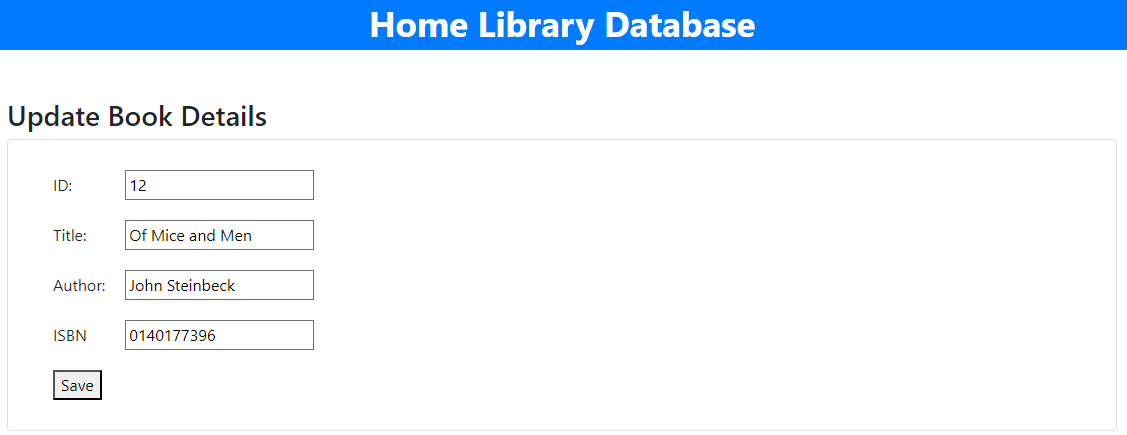 Home Library Database
Update Book Details
ID: 12
Title: Of Mice and Men
Author: John Steinbeck
ISBN 0140177396
Save